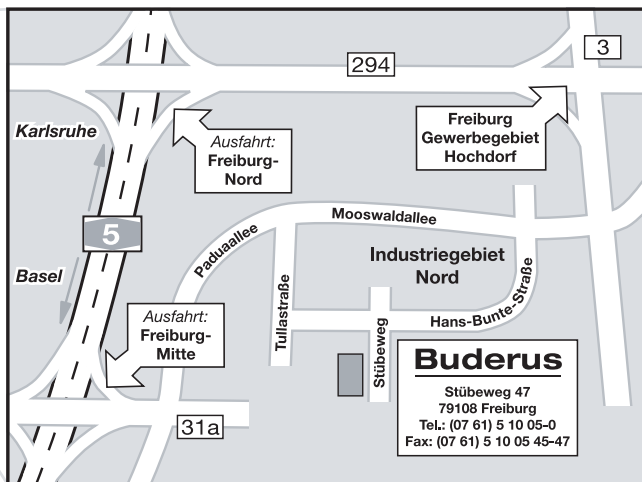 3
294
Karlsruhe
Ausfahrt:
Freiburg-
Nord
Freiburg
Gewerbegebiet
Hochdorf
5
Mooswaldallee
Paduaallee
Industriegebiet
Nord
Basel
Tullastraße
Stübeweg
Hans-Bunte-Straße
Ausfahrt:
Freiburg-
Mitte
31a
Buderus
Stübeweg 47
79108 Freiburg
Tel.: (07 61) 5 10 05-0
Fax: (07 61) 5 10 05 45-47